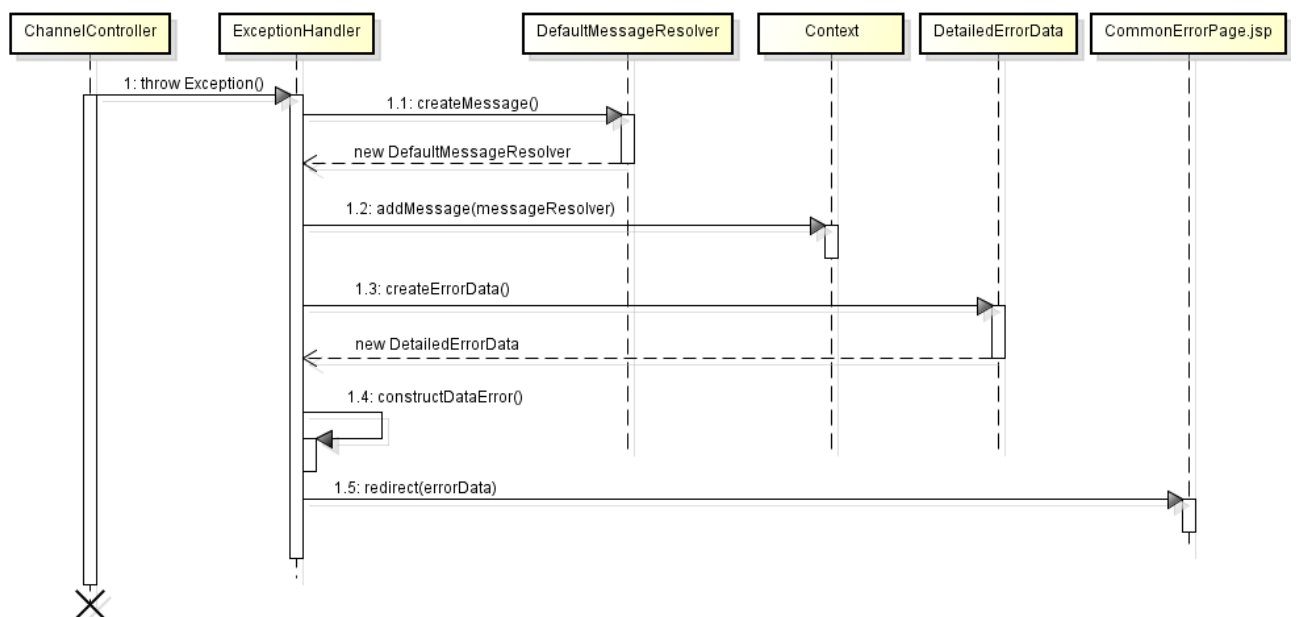 ChannelController
ExceptionHandler
DefaultMessageResolver
Context
DetailedErrorData
CommonErrorPage.jsp
1: throw Exception()
1.1: createMessage()
new DefaultMessageResolver
1.2: addMessage(messageResolver)
1.3: createErrorData()
new DetailedErrorData
1.4: constructDataError()
1.5: redirect(errorData)